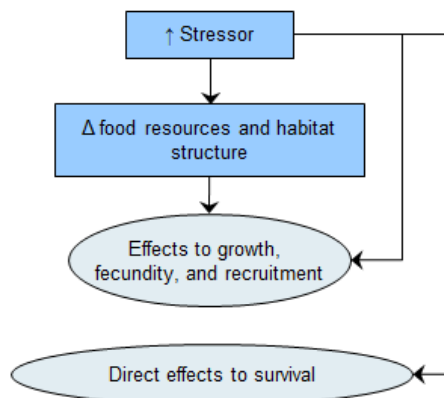 ↑ Stressor
Δ food resources and habitat
structure
Effects to growth,
fecundity, and recruitment
Direct effects to survival